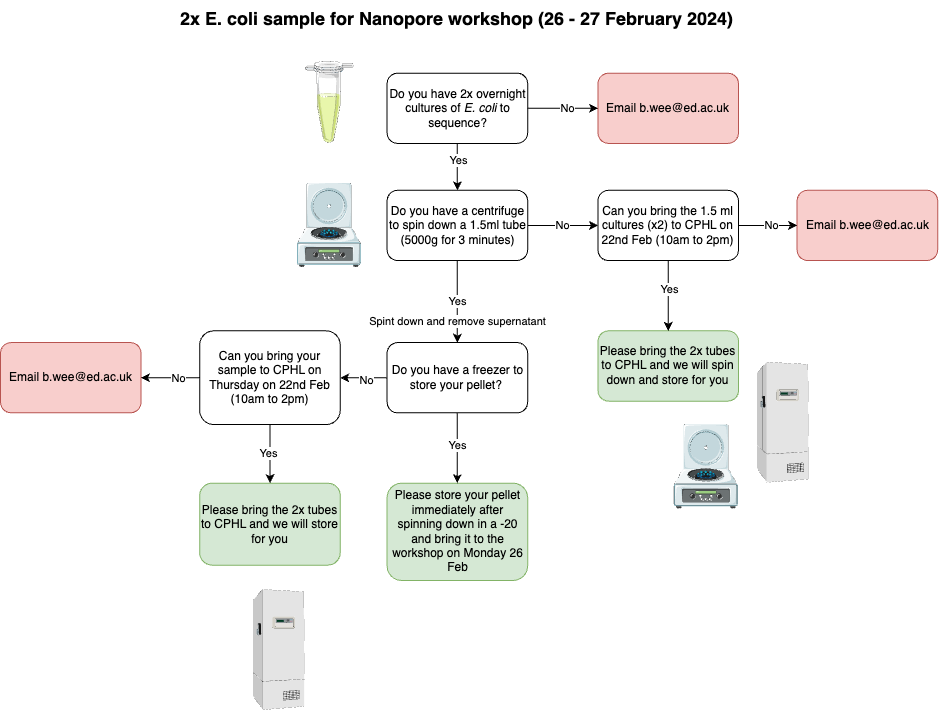 2x E. coli sample for Nanopore workshop (26 - 27 February 2024)
Do you have 2x overnight
cultures of E. coli to
sequence?
No
Email b.wee@ed.ac.uk
Yes
Do you have a centrifuge
to spin down a 1.5ml tube
(5000g for 3 minutes)
No
Can you bring the 1.5 ml
cultures (x2) to CPHL on
22nd Feb (10am to 2pm)
No
Email b.wee@ed.ac.uk
Yes
Yes
Spint down and remove supernatant
Please bring the 2x tubes
to CPHL and we will spin
down and store for you
Do you have a freezer to
store your pellet?
No
Can you bring your
sample to CPHL on
Thursday on 22nd Feb
(10am to 2pm)
No
Email b.wee@ed.ac.uk
Yes
Yes
Please bring the 2x tubes
to CPHL and we will store
for you
Please store your pellet
immediately after
spinning down in a -20
and bring it to the
workshop on Monday 26
Feb